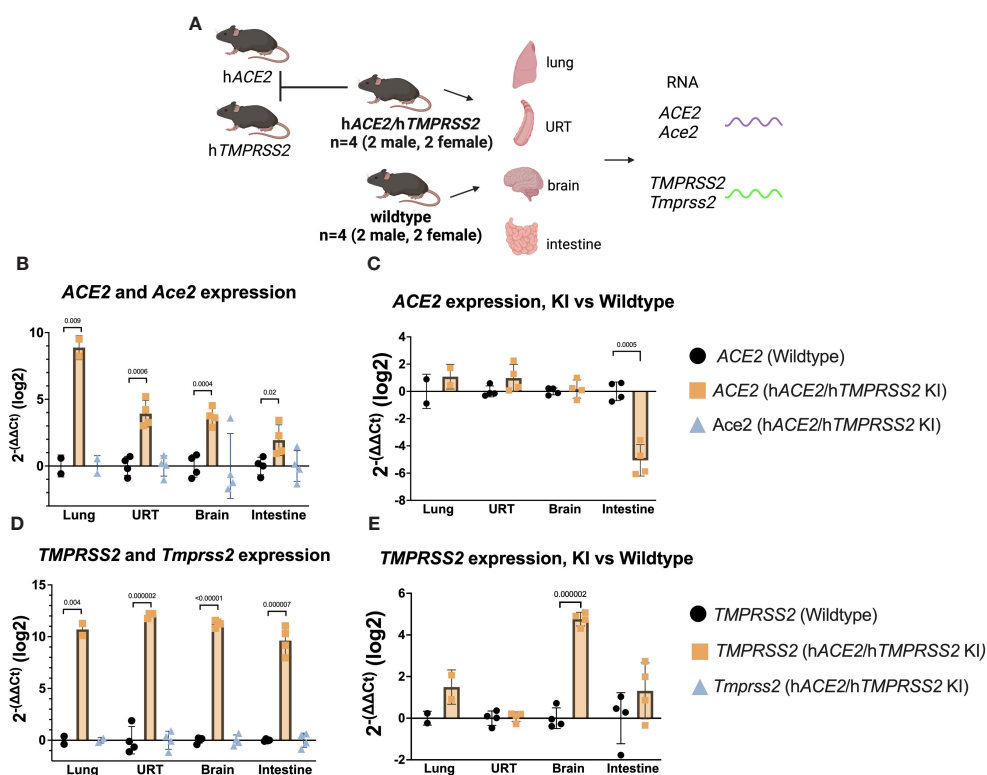 A
hACE2
hTMPRSS2
hACE2/hTMPRSS2
n=4 (2 male, 2 female)
wildtype
n=4 (2 male, 2 female)
lung
URT
brain
intestine
RNA
ACE2
Ace2
TMPRSS2
Tmprss2
B
ACE2 and Ace2 expression
2-(ΔΔCt) (log2)
10
5
0
0.009
0.0006
0.0004
0.02
Lung
URT
Brain
Intestine
C
ACE2 expression, KI vs Wildtype
2-(ΔΔCt) (log2)
4
2
0
-2
-4
-6
-8
0.0005
Lung
URT
Brain
Intestine
ACE2 (Wildtype)
ACE2 (hACE2/hTMPRSS2 KI)
Ace2 (hACE2/hTMPRSS2 KI)
D
TMPRSS2 and Tmprss2 expression
2-(ΔΔCt) (log2)
15
10
5
0
0.004
0.000002
<0.00001
0.000007
Lung
URT
Brain
Intestine
E
TMPRSS2 expression, KI vs Wildtype
2-(ΔΔCt) (log2)
6
4
2
0
-2
0.000002
Lung
URT
Brain
Intestine
TMPRSS2 (Wildtype)
TMPRSS2 (hACE2/hTMPRSS2 KI)
Tmprss2 (hACE2/hTMPRSS2 KI)